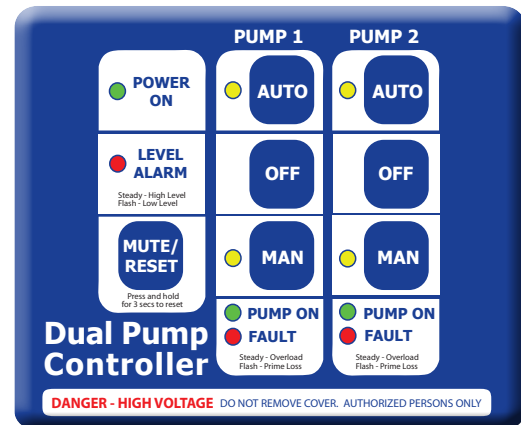 PUMP 1
PUMP 2
POWER
ON
AUTO
AUTO
LEVEL
ALARM
Steady - High Level
Flash - Low Level
OFF
OFF
MUTE/
RESET
Press and hold
for 3 secs to reset
MAN
MAN
PUMP ON
FAULT
Steady - Overload
Flash - Prime Loss
PUMP ON
FAULT
Steady - Overload
Flash - Prime Loss
Dual Pump
Controller
DANGER - HIGH VOLTAGE DO NOT REMOVE COVER. AUTHORIZED PERSONS ONLY